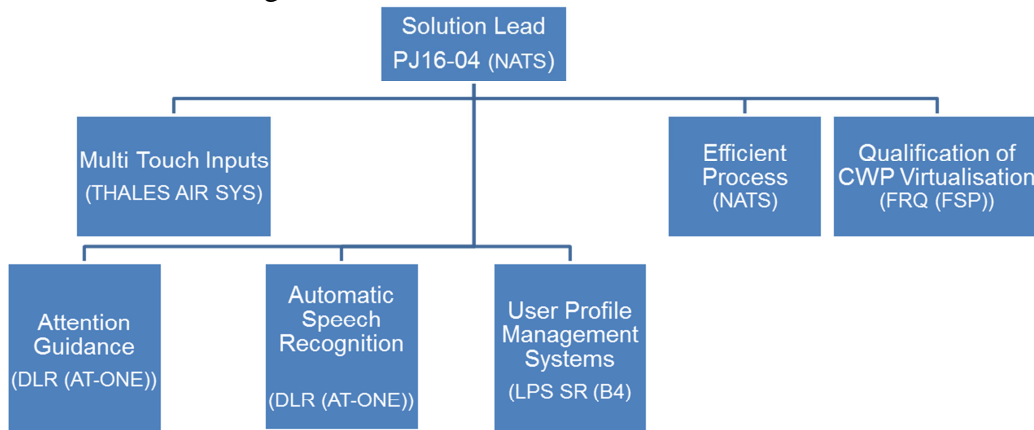 Solution Lead
PJ16-04 (NATS)
Multi Touch Inputs
(THALES AIR SYS)
Efficient
Process
(NATS)
Qualification of
CWP Virtualisation
(FRQ (FSP))
Attention
Guidance
(DLR (AT-ONE))
Automatic
Speech
Recognition
(DLR (AT-ONE))
User Profile
Management
Systems
(LPS SR (B4)